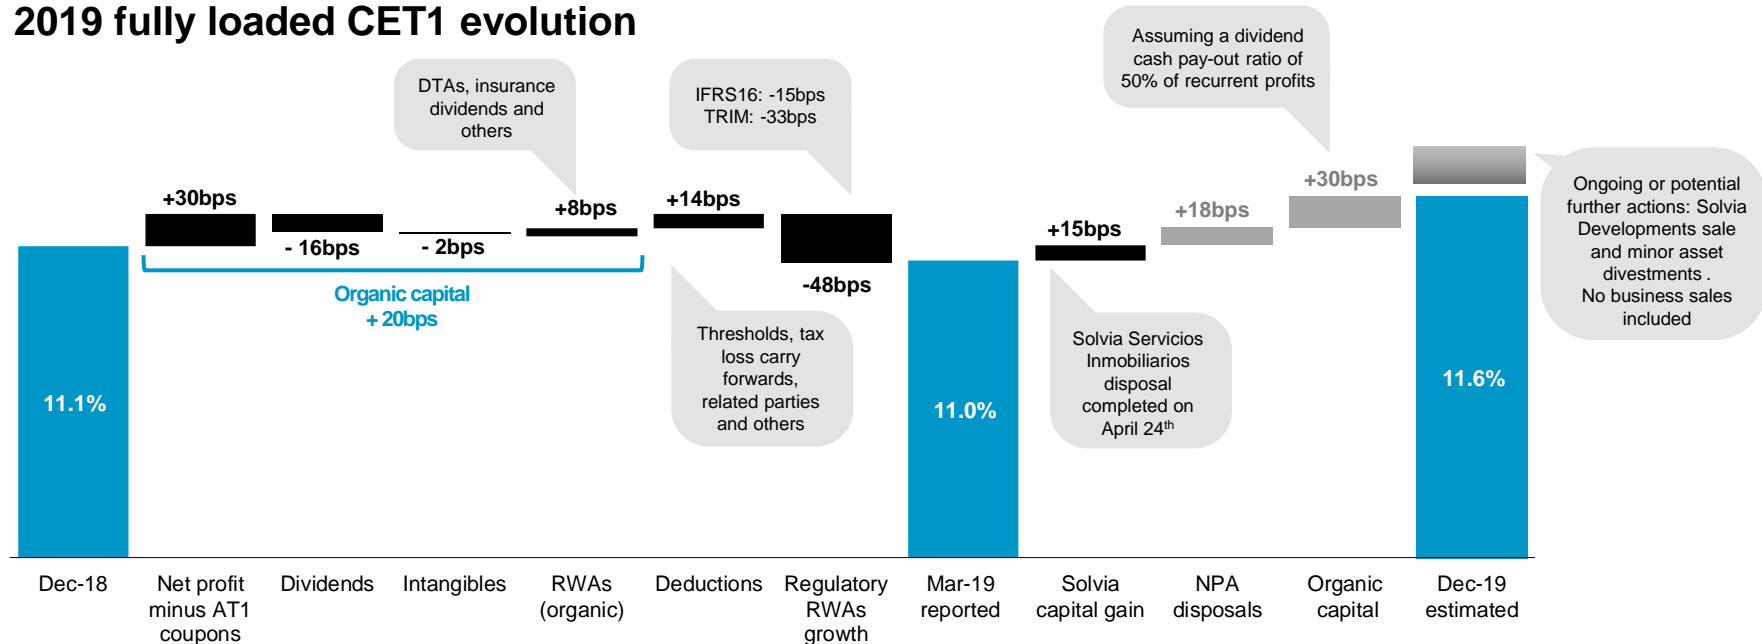 2019 fully loaded CET1 evolution
DTAs, insurance
dividends and
others
IFRS16: -15bps
TRIM: -33bps
Assuming a dividend
cash pay-out ratio of
50% of recurrent profits
Ongoing or potential
further actions: Solvia
Developments sale
and minor asset
divestments .
No business sales
included
+30bps
- 16bps
- 2bps
+8bps
+14bps
-48bps
+15bps
+18bps
+30bps
Organic capital
+ 20bps
Thresholds, tax
loss carry
forwards,
related parties
and others
Solvia Servicios
Inmobiliarios
disposal
completed on
April 24th
11.1%
11.0%
11.6%
Dec-18
Net profit
minus AT1
coupons
Dividends
Intangibles
RWAs
(organic)
Deductions
Regulatory
RWAs
growth
Mar-19
reported
Solvia
capital gain
NPA
disposals
Organic
capital
Dec-19
estimated